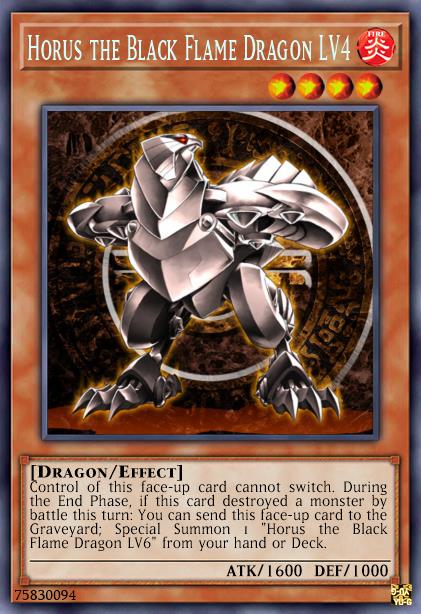 Horus the Black Flame Dragon LV4
FIRE
炎
[Dragon/Effect]
Control of this face-up card cannot switch. During
the End Phase, if this card destroyed a monster by
battle this turn: You can send this face-up card to the
Graveyard; Special Summon 1 "Horus the Black
Flame Dragon LV6" from your hand or Deck.
ATK/1600 DEF/1000
75830094